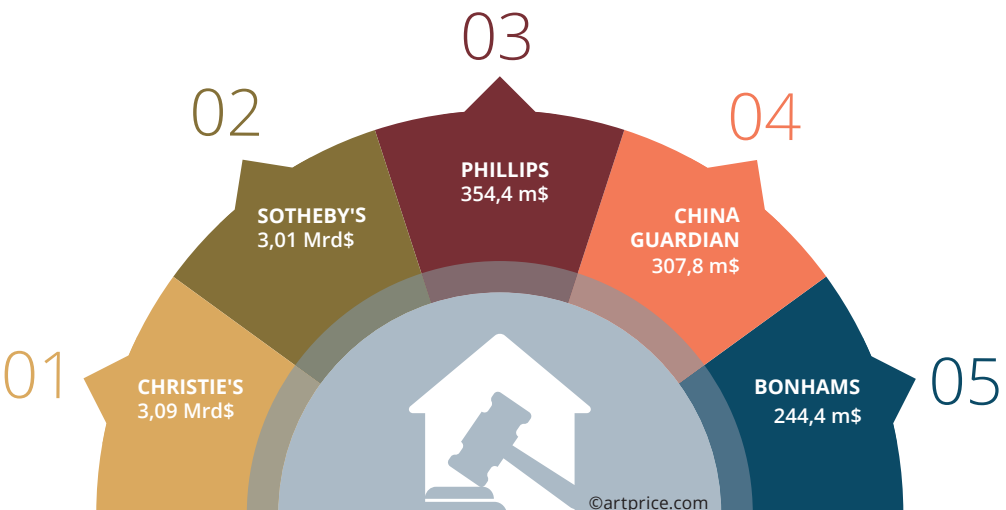 01
CHRISTIE'S
3,09 Mrd$
02
SOTHEBY'S
3,01 Mrd$
03
PHILLIPS
354,4 m$
04
CHINA
GUARDIAN
307,8 m$
05
BONHAMS
244,4 m$
©artprice.com